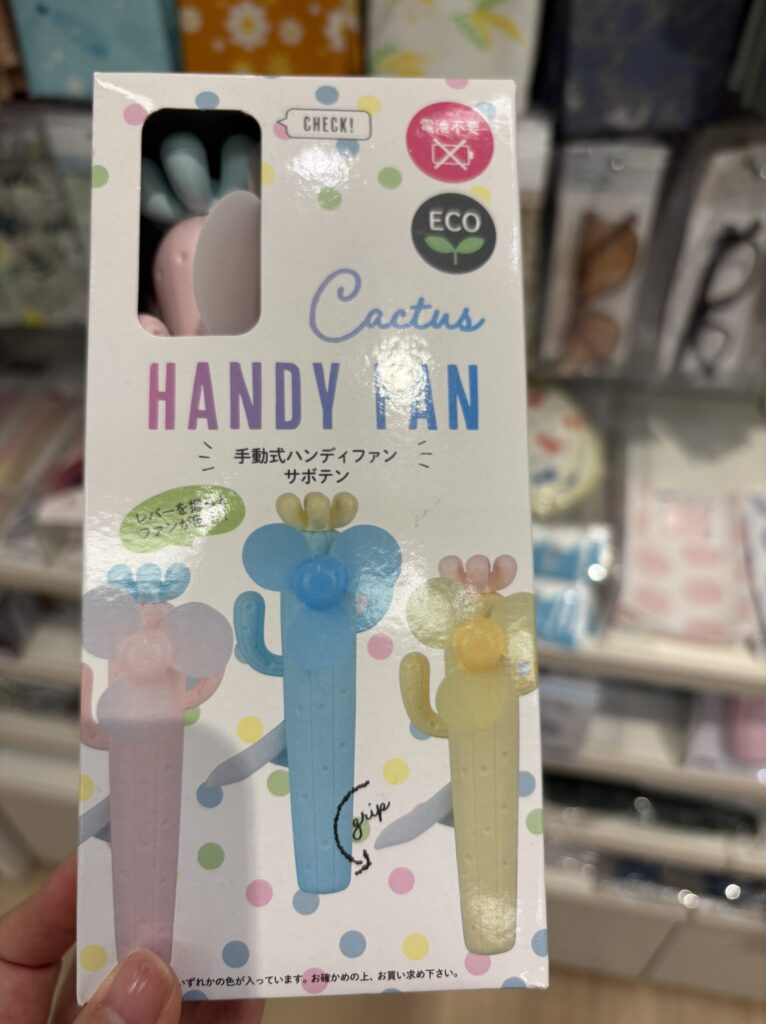 CHECK!
電池不要
ECO
Cactus
HANDY FAN
手動式ハンディファン
サボテン
レバーを
ファンが
grip
いずれかの色が入っています。お確かめの上、お買い求め下さい。